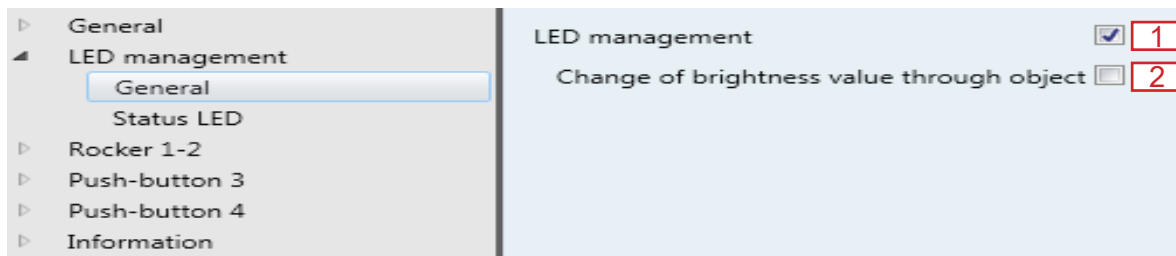 General
LED management
General
Status LED
Rocker 1-2
Push-button 3
Push-button 4
Information
LED management 1
Change of brightness value through object 2